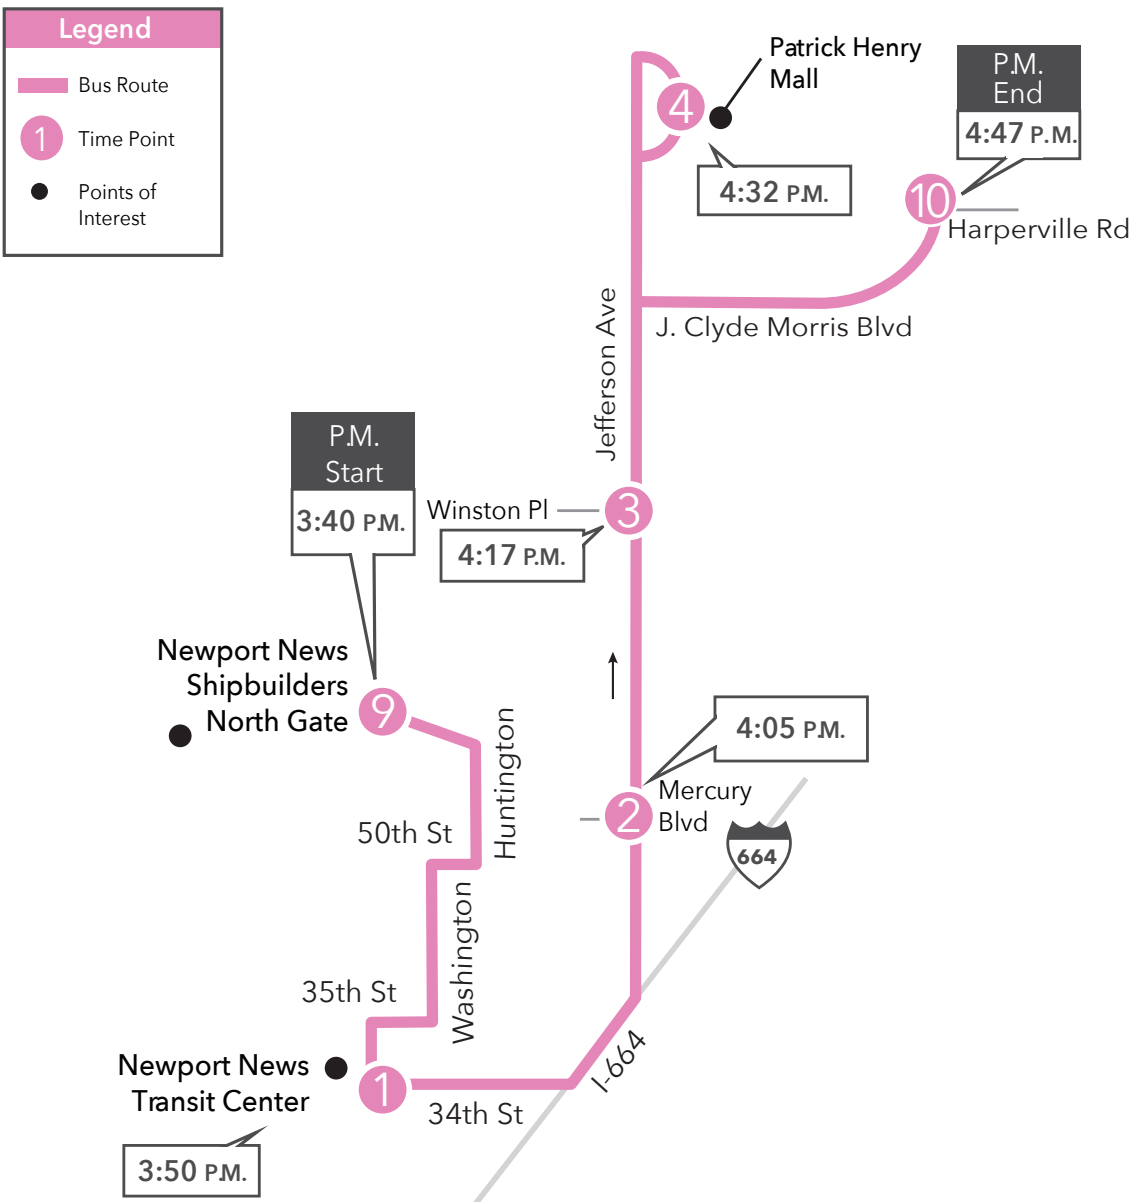 Legend
Bus Route
1
Time Point
Points of
Interest
Patrick Henry
Mall
4
4:32 P.M.
P.M.
End
4:47 P.M.
10
Harperville Rd
J. Clyde Morris Blvd
Jefferson Ave
P.M.
Start
3:40 P.M.
Winston Pl
3
4:17 P.M.
Newport News
Shipbuilders
North Gate
9
Huntington
4:05 P.M.
Mercury
Blvd
2
664
50th St
Washington
35th St
I-664
Newport News
Transit Center
1
34th St
3:50 P.M.